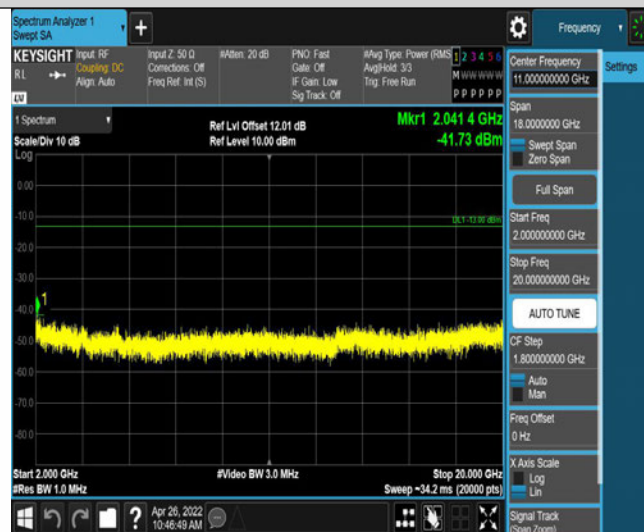 Spectrum Analyzer 1
Swept SA
+
Frequency
KEYSIGHT
RL
LXI
Input: RF
Coupling: DC
Align: Auto
Input Z: 50 Ω
Corrections: Off
Freq Ref: Int (S)
#Atten: 20 dB
PNO: Fast
Gate: Off
IF Gain: Low
Sig Track: Off
#Avg Type: Power (RMS
Avg|Hold: 3/3
Trig: Free Run
1 2 3 4 5 6
M W W W W W
P P P P P P
1 Spectrum
Scale/Div 10 dB
Ref Lvl Offset 12.01 dB
Ref Level 10.00 dBm
Mkr1 2.041 4 GHz
-41.73 dBm
Log
0.00
-10.0
-20.0
-30.0
-40.0
-50.0
-60.0
-70.0
-80.0
DL1 -13.00 dBm
1
Start 2.000 GHz
#Res BW 1.0 MHz
#Video BW 3.0 MHz
Stop 20.000 GHz
Sweep ~34.2 ms (20000 pts)
Apr 26, 2022
10:46:49 AM
?
Center Frequency
11.000000000 GHz
Settings
Span
18.0000000 GHz
Swept Span
Zero Span
Full Span
Start Freq
2.000000000 GHz
Stop Freq
20.000000000 GHz
AUTO TUNE
CF Step
1.800000000 GHz
Auto
Man
Freq Offset
0 Hz
X Axis Scale
Log
Lin
Signal Track
(Span Zoom)